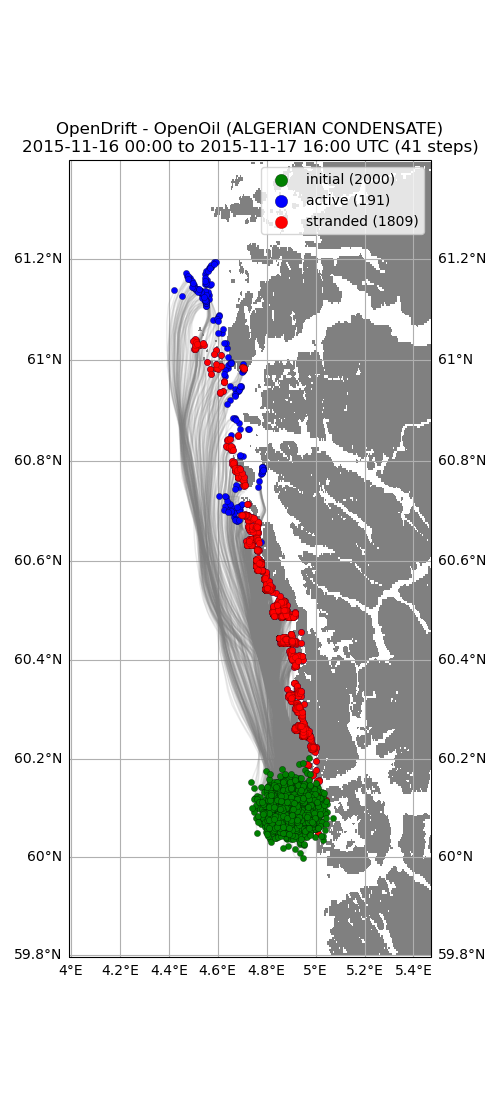 OpenDrift - OpenOil (ALGERIAN CONDENSATE)
2015-11-16 00:00 to 2015-11-17 16:00 UTC (41 steps)
initial (2000)
active (191)
stranded (1809)
61.2°N 61.2°N
61°N 61°N
60.8°N 60.8°N
60.6°N 60.6°N
60.4°N 60.4°N
60.2°N 60.2°N
60°N 60°N
59.8°N 59.8°N
4°E 4.2°E 4.4°E 4.6°E 4.8°E 5°E 5.2°E 5.4°E